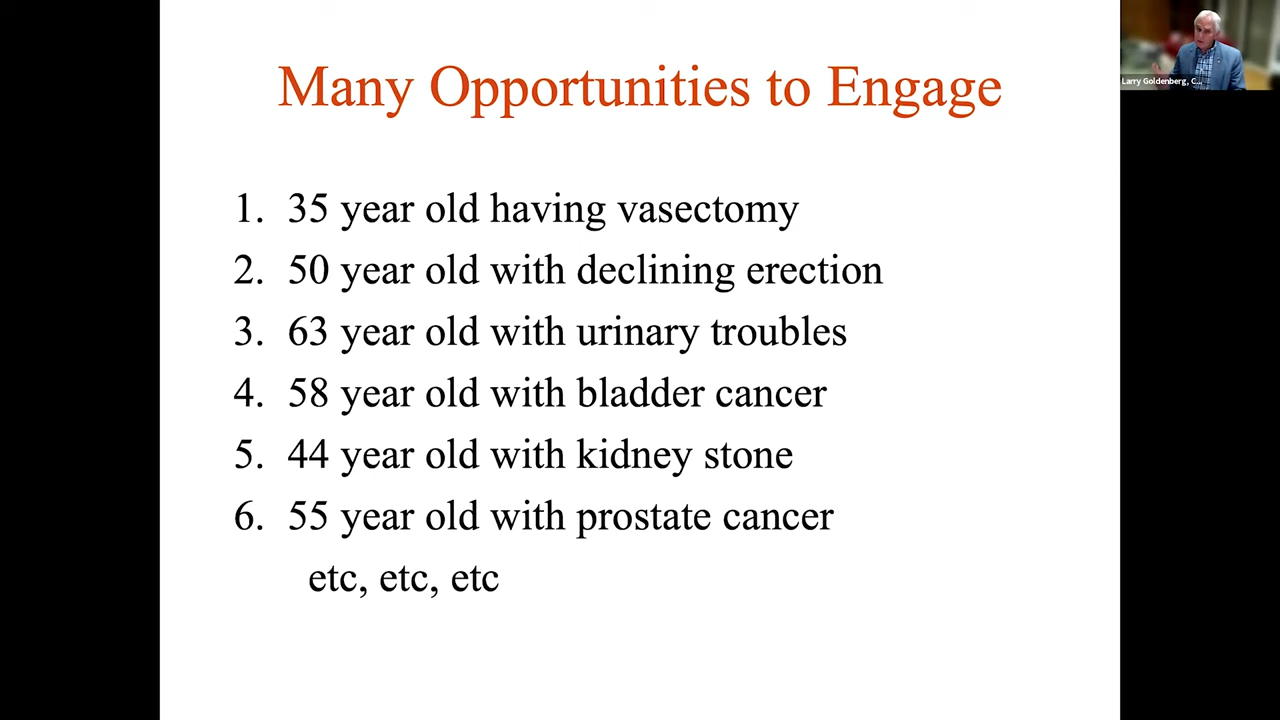 Many Opportunities to Engage
Larry Goldenberg, C...
1. 35 year old having vasectomy
2. 50 year old with declining erection
3. 63 year old with urinary troubles
4. 58 year old with bladder cancer
5. 44 year old with kidney stone
6. 55 year old with prostate cancer
etc, etc, etc